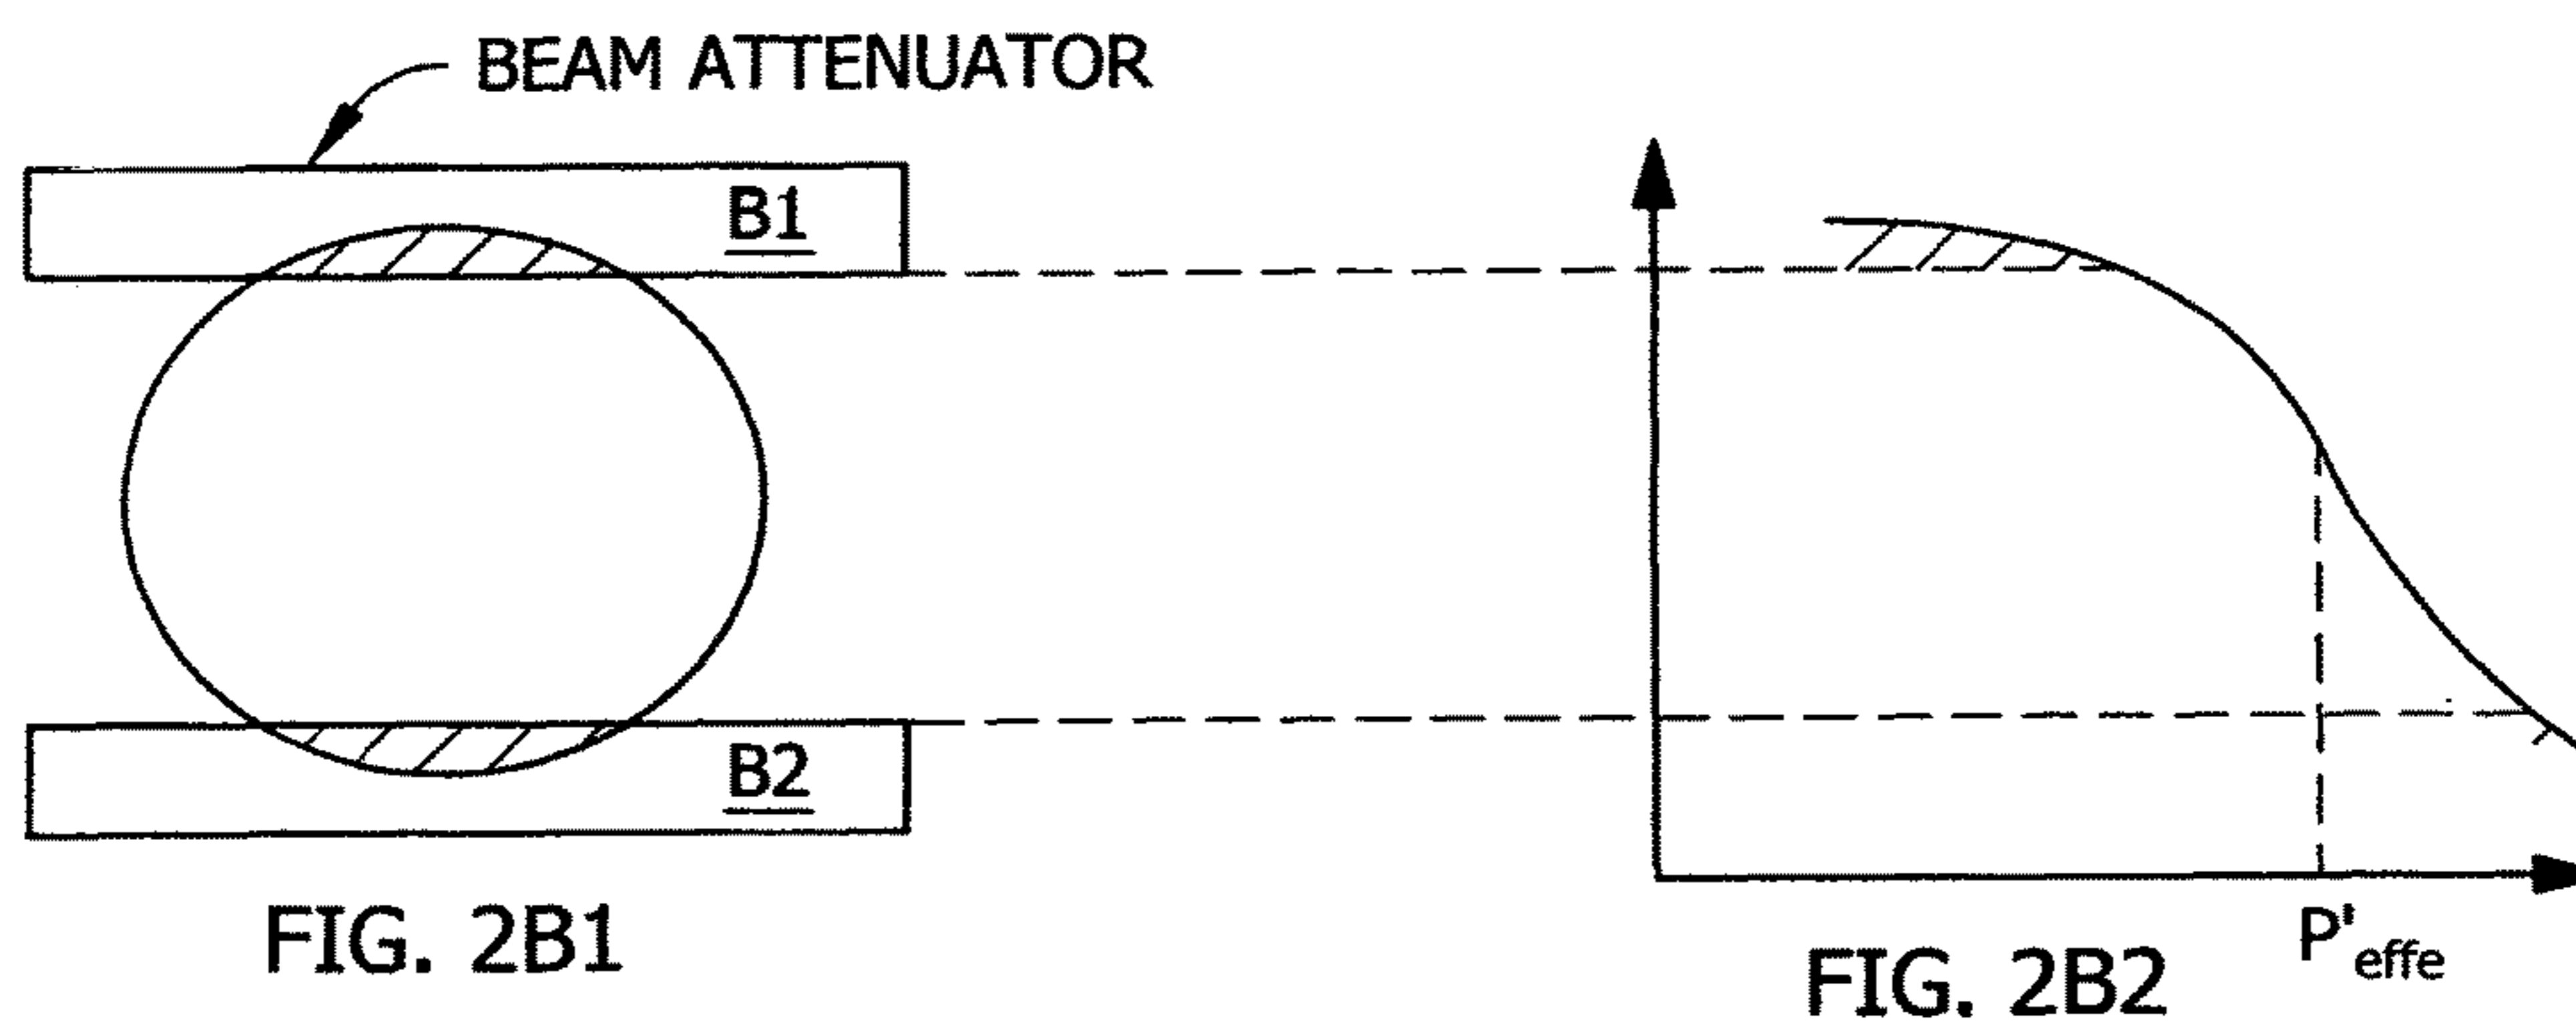 BEAM ATTENUATOR
B1
B2
FIG. 2B1
P'effe
FIG. 2B2